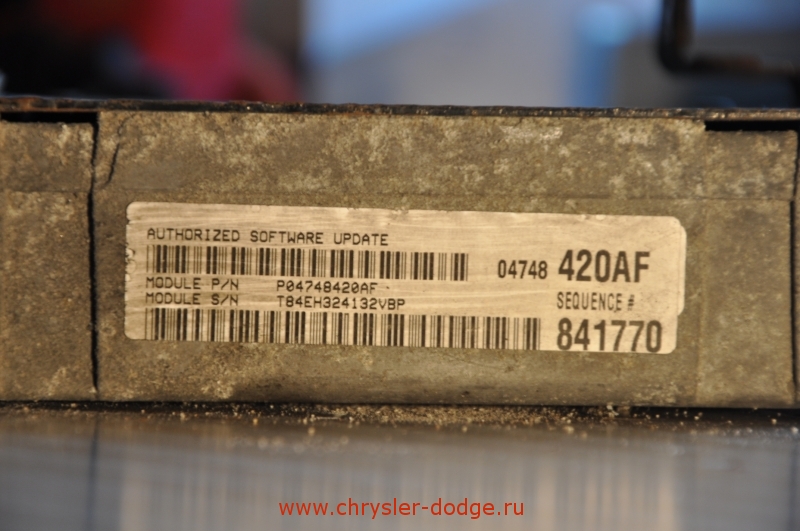 AUTHORIZED SOFTWARE UPDATE
04748 420AF
MODULE P/N P04748420AF
MODULE S/N T84EH324132VBP
SEQUENCE #
841770
www.chrysler-dodge.ru